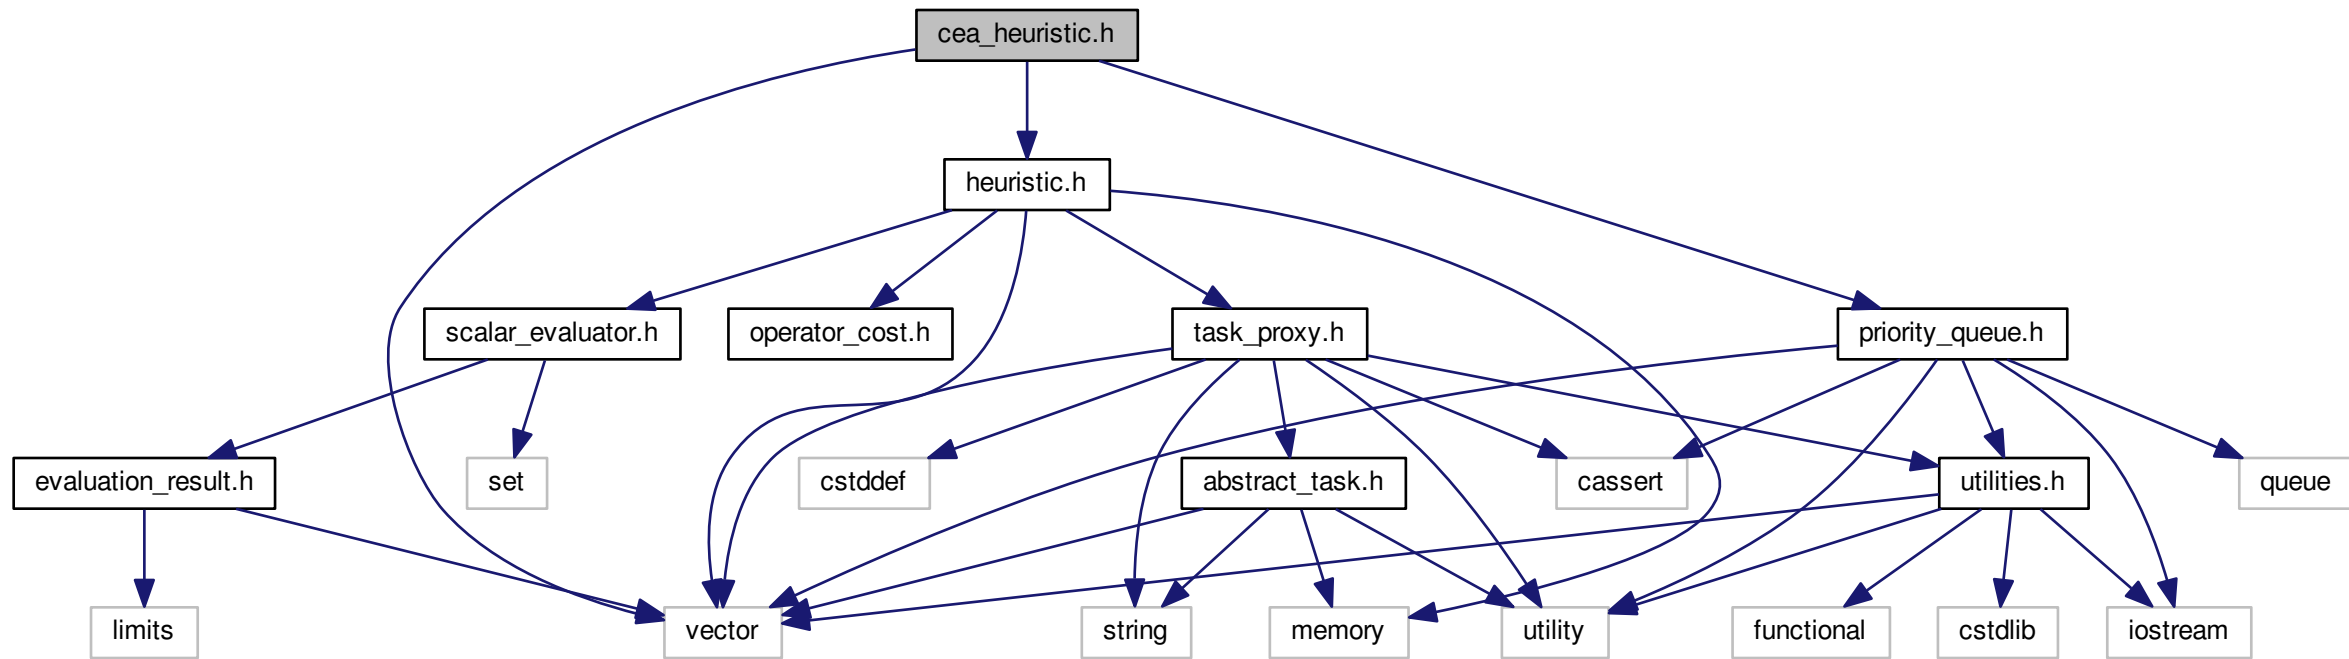 cea_heuristic.h
heuristic.h
scalar_evaluator.h
operator_cost.h
task_proxy.h
priority_queue.h
evaluation_result.h
set
cstddef
abstract_task.h
cassert
utilities.h
queue
limits
vector
string
memory
utility
functional
cstdlib
iostream